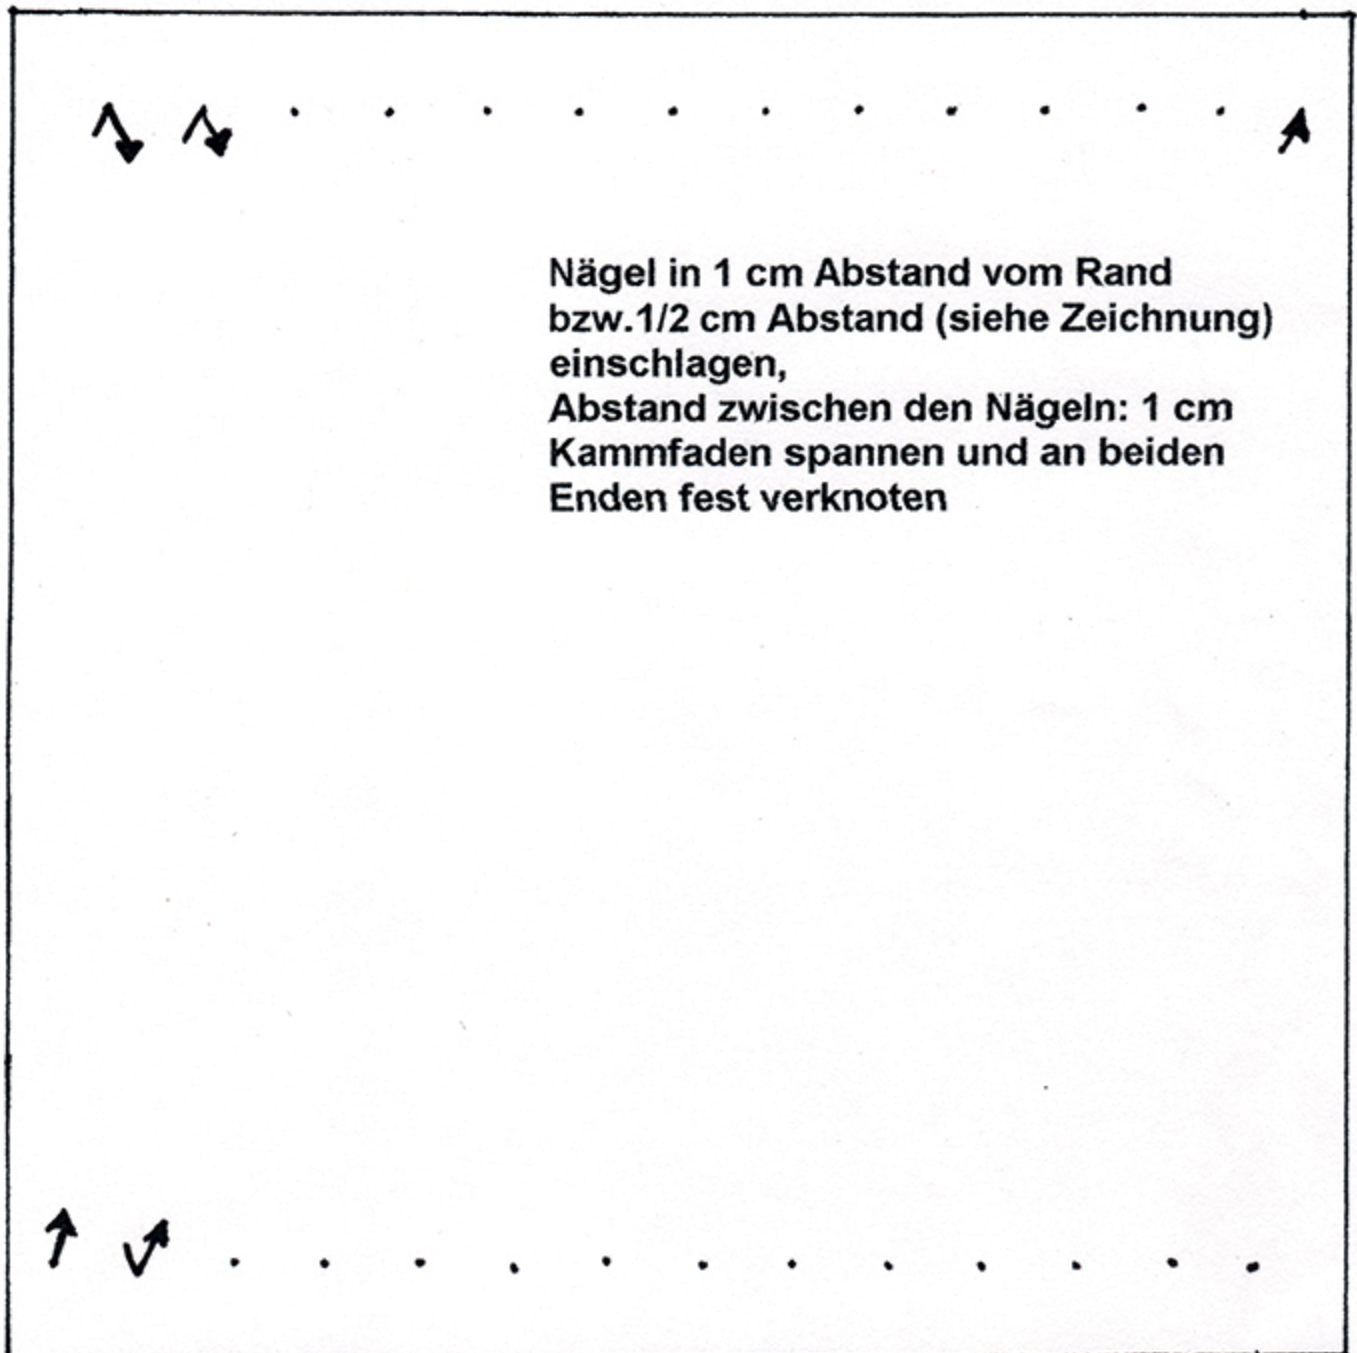 Nägel in 1 cm Abstand vom Rand
bzw.1/2 cm Abstand (siehe Zeichnung)
einschlagen,
Abstand zwischen den Nägeln: 1 cm
Kammfaden spannen und an beiden
Enden fest verknoten